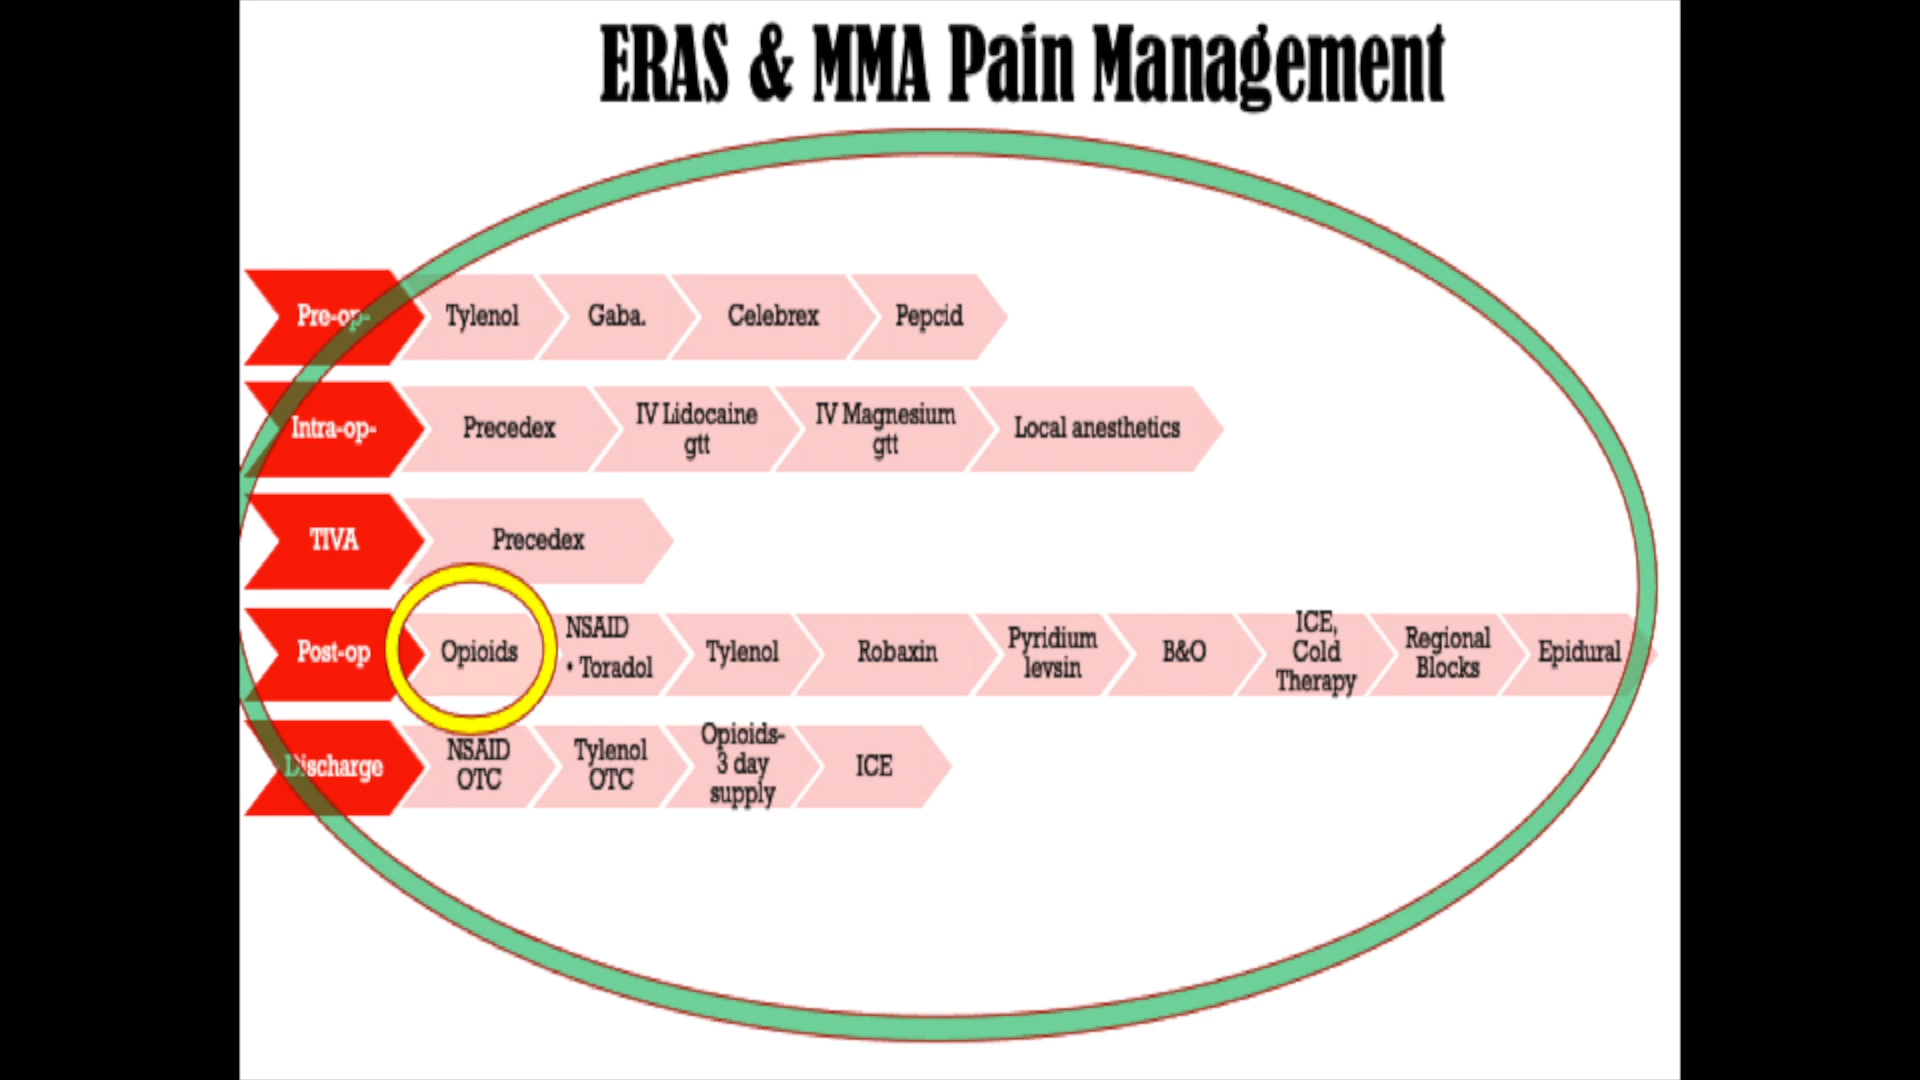 ERAS & MMA Pain Management
Pre-op-
Tylenol
Gaba.
Celebrex
Pepcid
Intra-op-
Precedex
IV Lidocaine
gtt
IV Magnesium
gtt
Local anesthetics
TIVA
Precedex
Post-op
Opioids
NSAID
• Toradol
Tylenol
Robaxin
Pyridium
levsin
B&O
ICE,
Cold
Therapy
Regional
Blocks
Epidural
Discharge
NSAID
OTC
Tylenol
OTC
Opioids-
3 day
supply
ICE